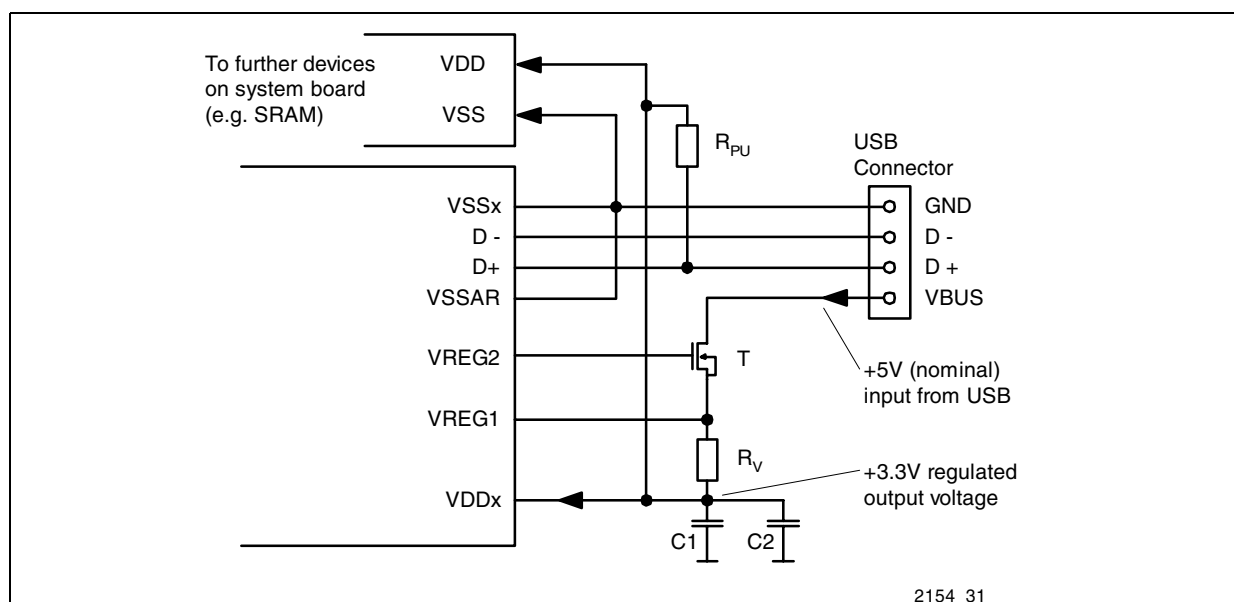 To further devices
on system board
(e.g. SRAM)
VDD
VSS
RPU
USB
Connector
VSSx
GND
D -
D -
D+
D +
VSSAR
VBUS
VREG2
T
+5V (nominal)
input from USB
VREG1
RV
+3.3V regulated
output voltage
VDDx
C1
C2
2154_31